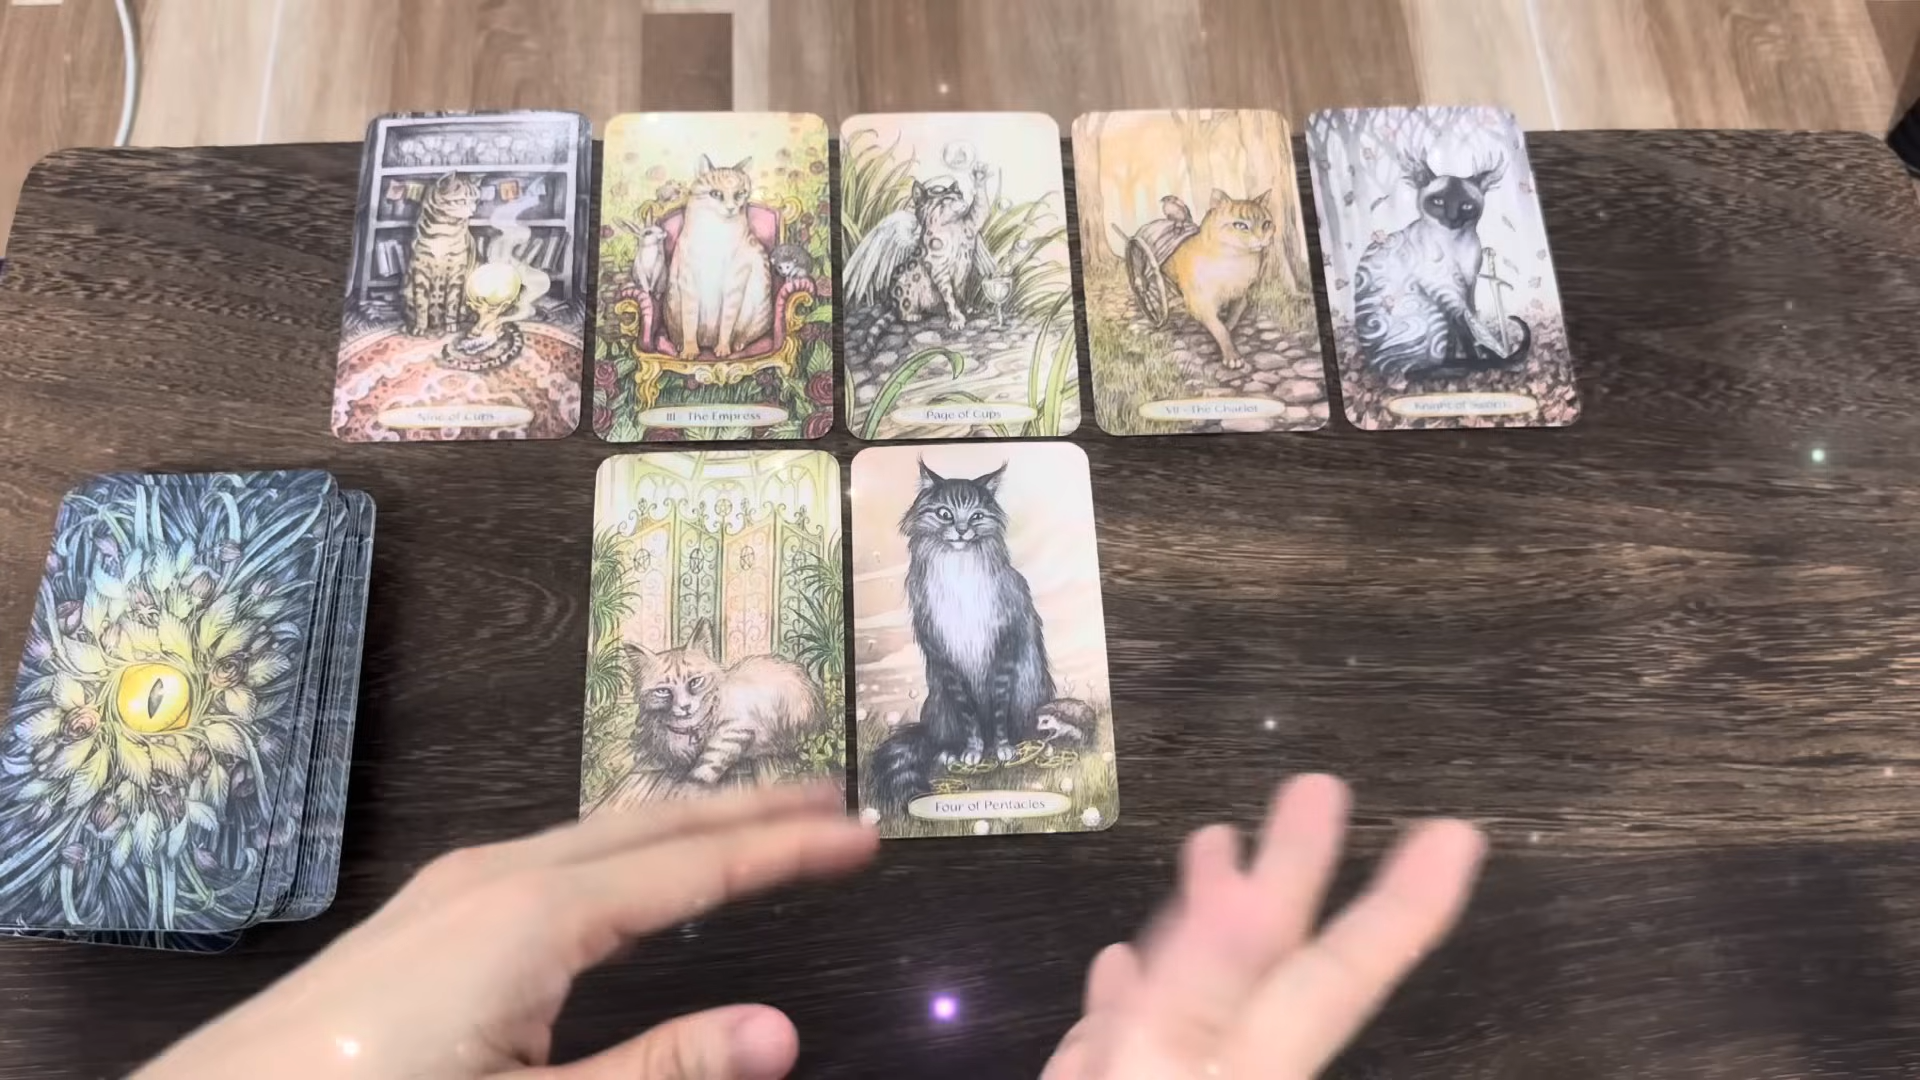 Nine of Cups
III - The Empress
Page of Cups
VII - The Chariot
Knight of Swords
Four of Pentacles